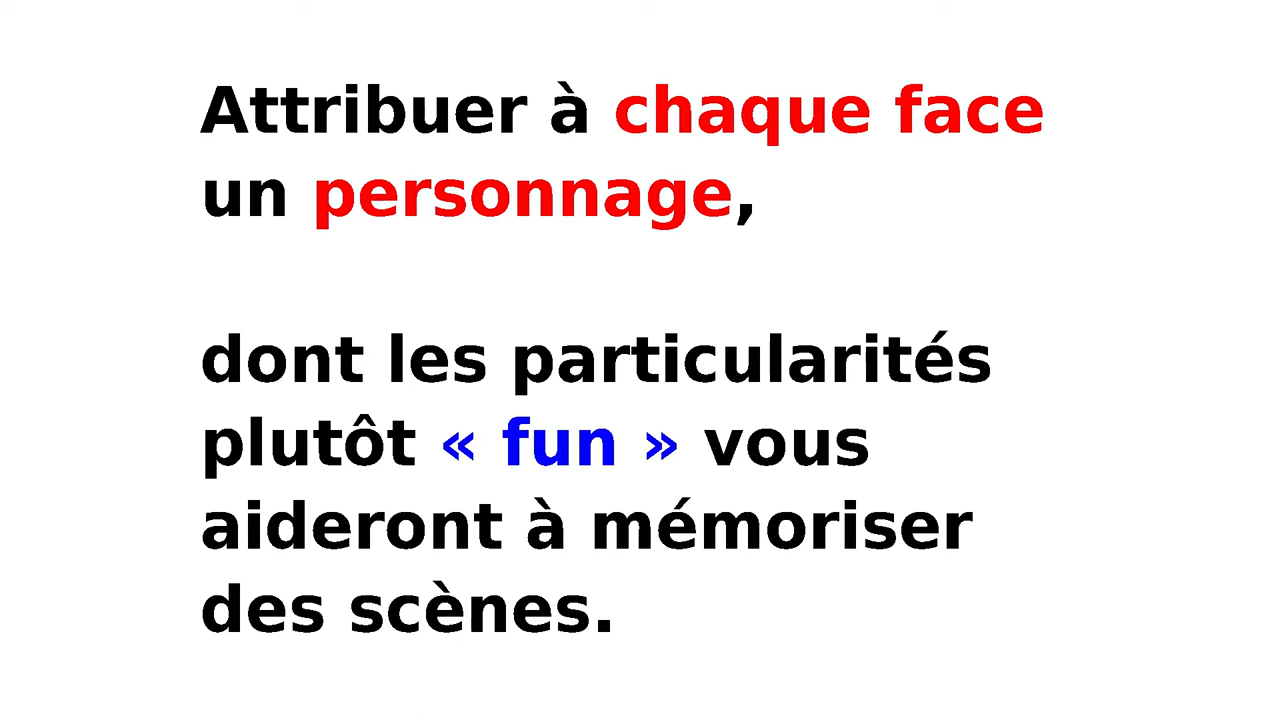 Attribuer à chaque face
un personnage,
dont les particularités
plutôt « fun » vous
aideront à mémoriser
des scènes.